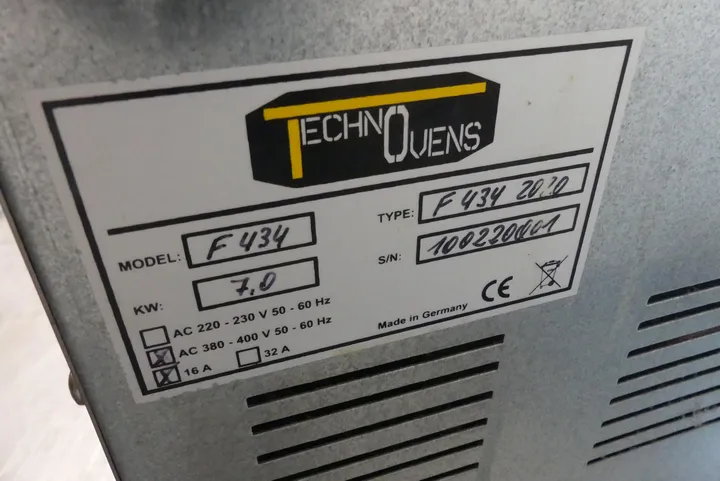 TECHNOVENS
MODEL: F 434
TYPE: F 434 2020
KW: 7.0
S/N: 100220001
AC 220 - 230 V 50 - 60 Hz
AC 380 - 400 V 50 - 60 Hz
16 A 32 A
Made in Germany CE